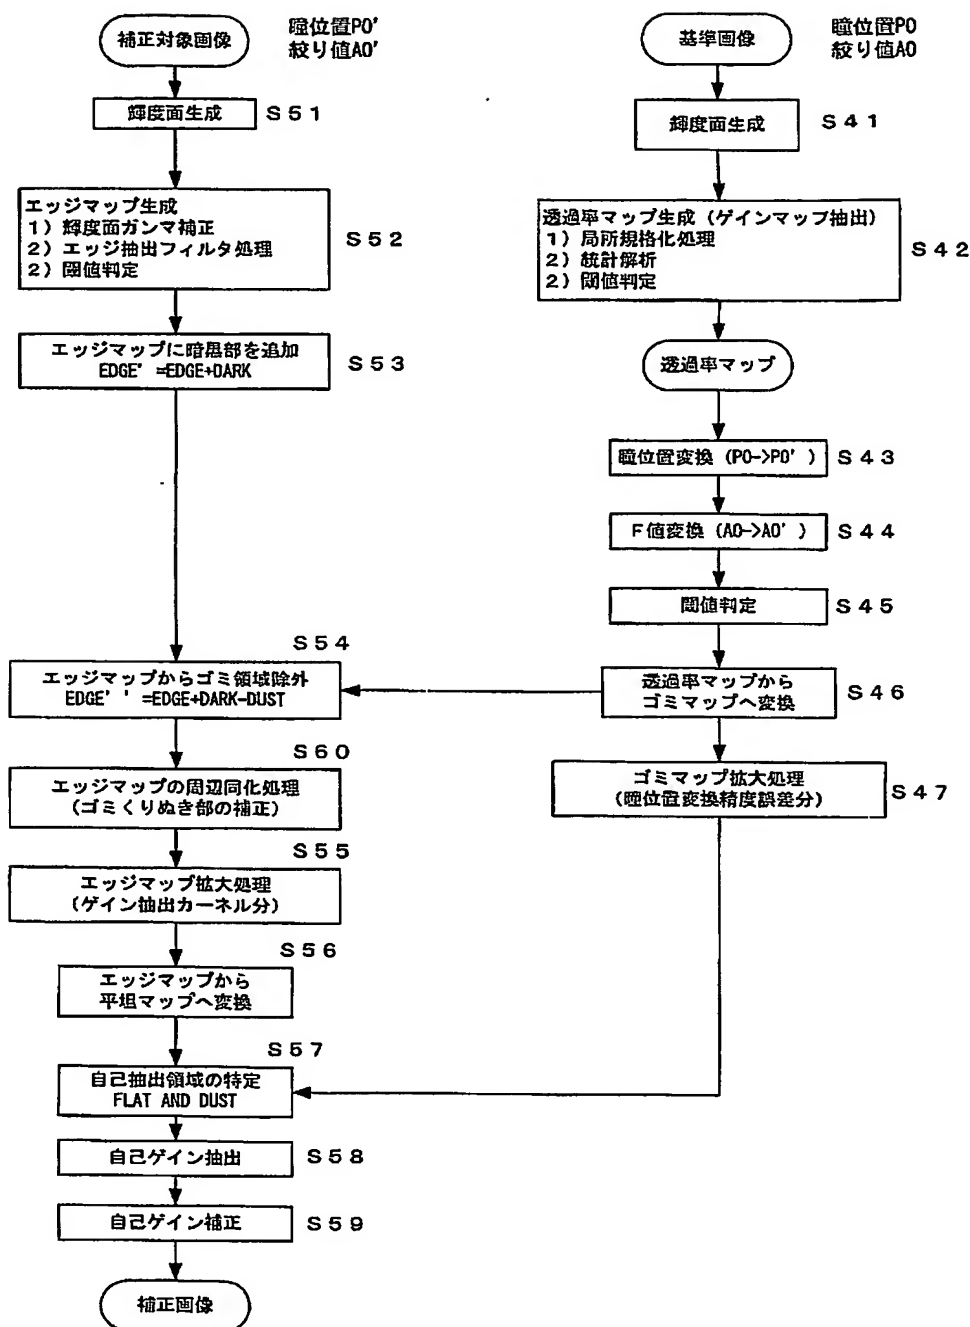 補正対象画像
瞳位置PO'
絞り値AO'
輝度面生成
S51
エッジマップ生成
1) 輝度面ガンマ補正
2) エッジ抽出フィルタ処理
2) 閾値判定
S52
エッジマップに暗黒部を追加
EDGE' =EDGE+DARK
S53
S54
エッジマップからゴミ領域除外
EDGE'' =EDGE+DARK-DUST
S60
エッジマップの周辺同化処理
(ゴミくりぬき部の補正)
S55
エッジマップ拡大処理
(ゲイン抽出カーネル分)
S56
エッジマップから
平坦マップへ変換
S57
自己抽出領域の特定
FLAT AND DUST
自己ゲイン抽出
S58
自己ゲイン補正
S59
補正画像
基準画像
瞳位置PO
絞り値AO
輝度面生成
S41
透過率マップ生成 (ゲインマップ抽出)
1) 局所規格化処理
2) 統計解析
2) 閾値判定
S42
透過率マップ
瞳位置変換 (PO->PO')
S43
F値変換 (AO->AO')
S44
閾値判定
S45
透過率マップから
ゴミマップへ変換
S46
ゴミマップ拡大処理
(瞳位置変換精度誤差分)
S47